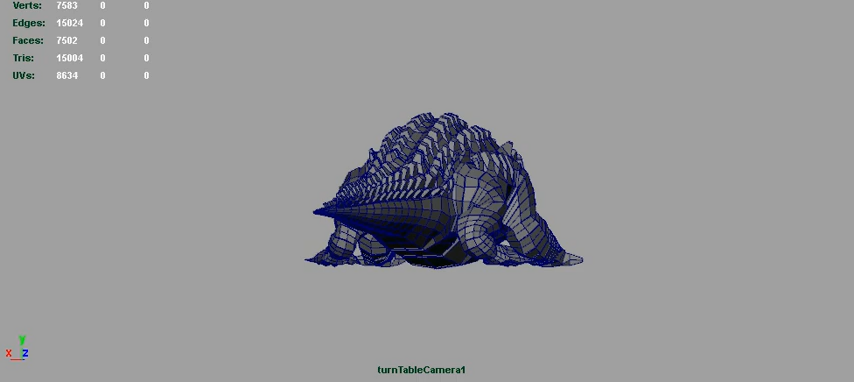 Verts: 7583 0 0
Edges: 15024 0 0
Faces: 7502 0 0
Tris: 15004 0 0
UVs: 8634 0 0
y
x z
turnTableCamera1